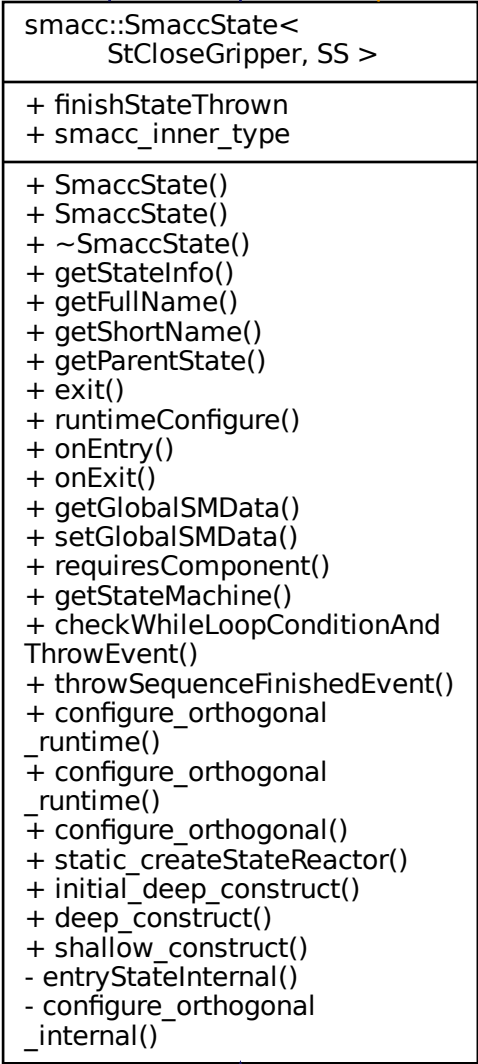 smacc::SmaccState<
StCloseGripper, SS >
+ finishStateThrown
+ smacc_inner_type
+ SmaccState()
+ SmaccState()
+ ~SmaccState()
+ getStateInfo()
+ getFullName()
+ getShortName()
+ getParentState()
+ exit()
+ runtimeConfigure()
+ onEntry()
+ onExit()
+ getGlobalSMData()
+ setGlobalSMData()
+ requiresComponent()
+ getStateMachine()
+ checkWhileLoopConditionAnd
ThrowEvent()
+ throwSequenceFinishedEvent()
+ configure_orthogonal
_runtime()
+ configure_orthogonal
_runtime()
+ configure_orthogonal()
+ static_createStateReactor()
+ initial_deep_construct()
+ deep_construct()
+ shallow_construct()
- entryStateInternal()
- configure_orthogonal
_internal()